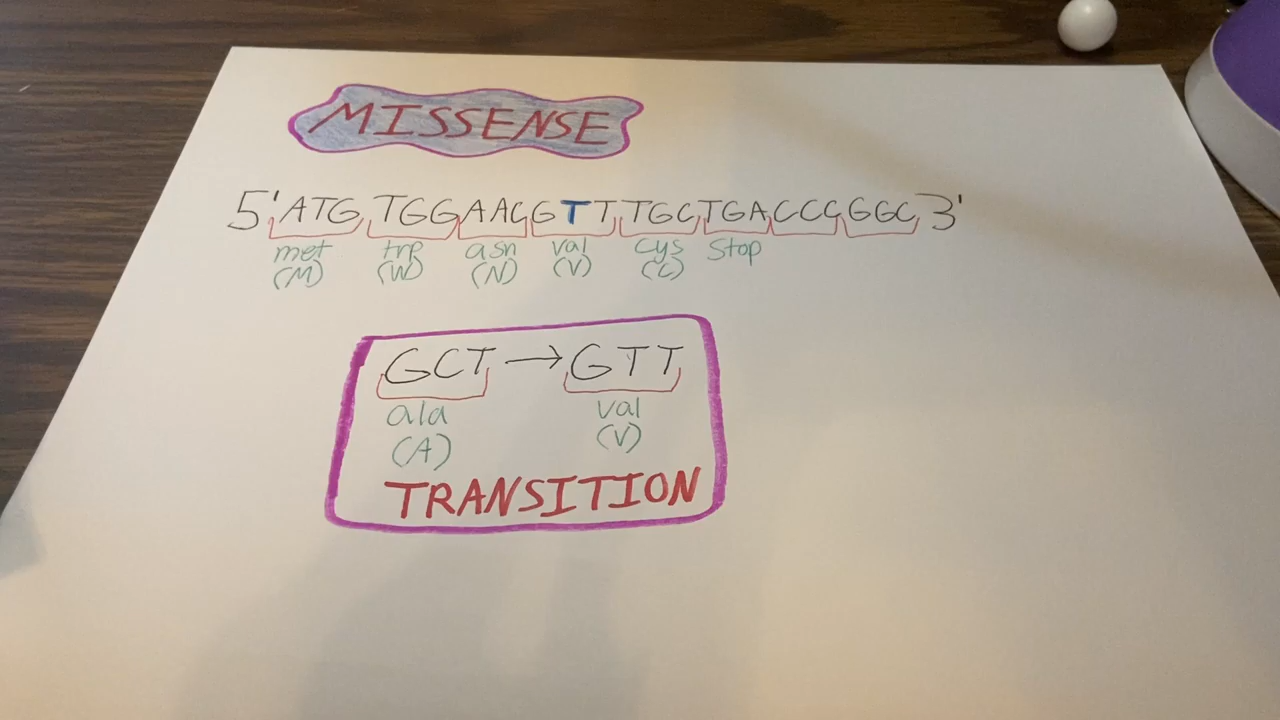 MISSENSE
5' ATG TGG AAC GTT TGC TGA CCC GGC 3'
met trp asn val cys Stop
(M) (W) (N) (V) (C)
GCT → GTT
ala val
(A) (V)
TRANSITION